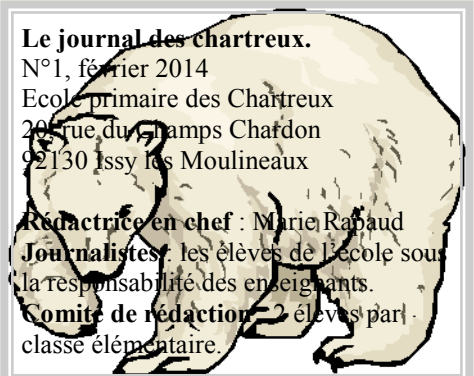 Le journal des chartreux.
N°1, février 2014
Ecole primaire des Chartreux
20, rue du Champs Chardon
92130 Issy les Moulineaux
Rédactrice en chef : Marie Rabaud
Journalistes : les élèves de l'école sous
la responsabilité des enseignants.
Comité de rédaction : 2 élèves par
classe élémentaire.